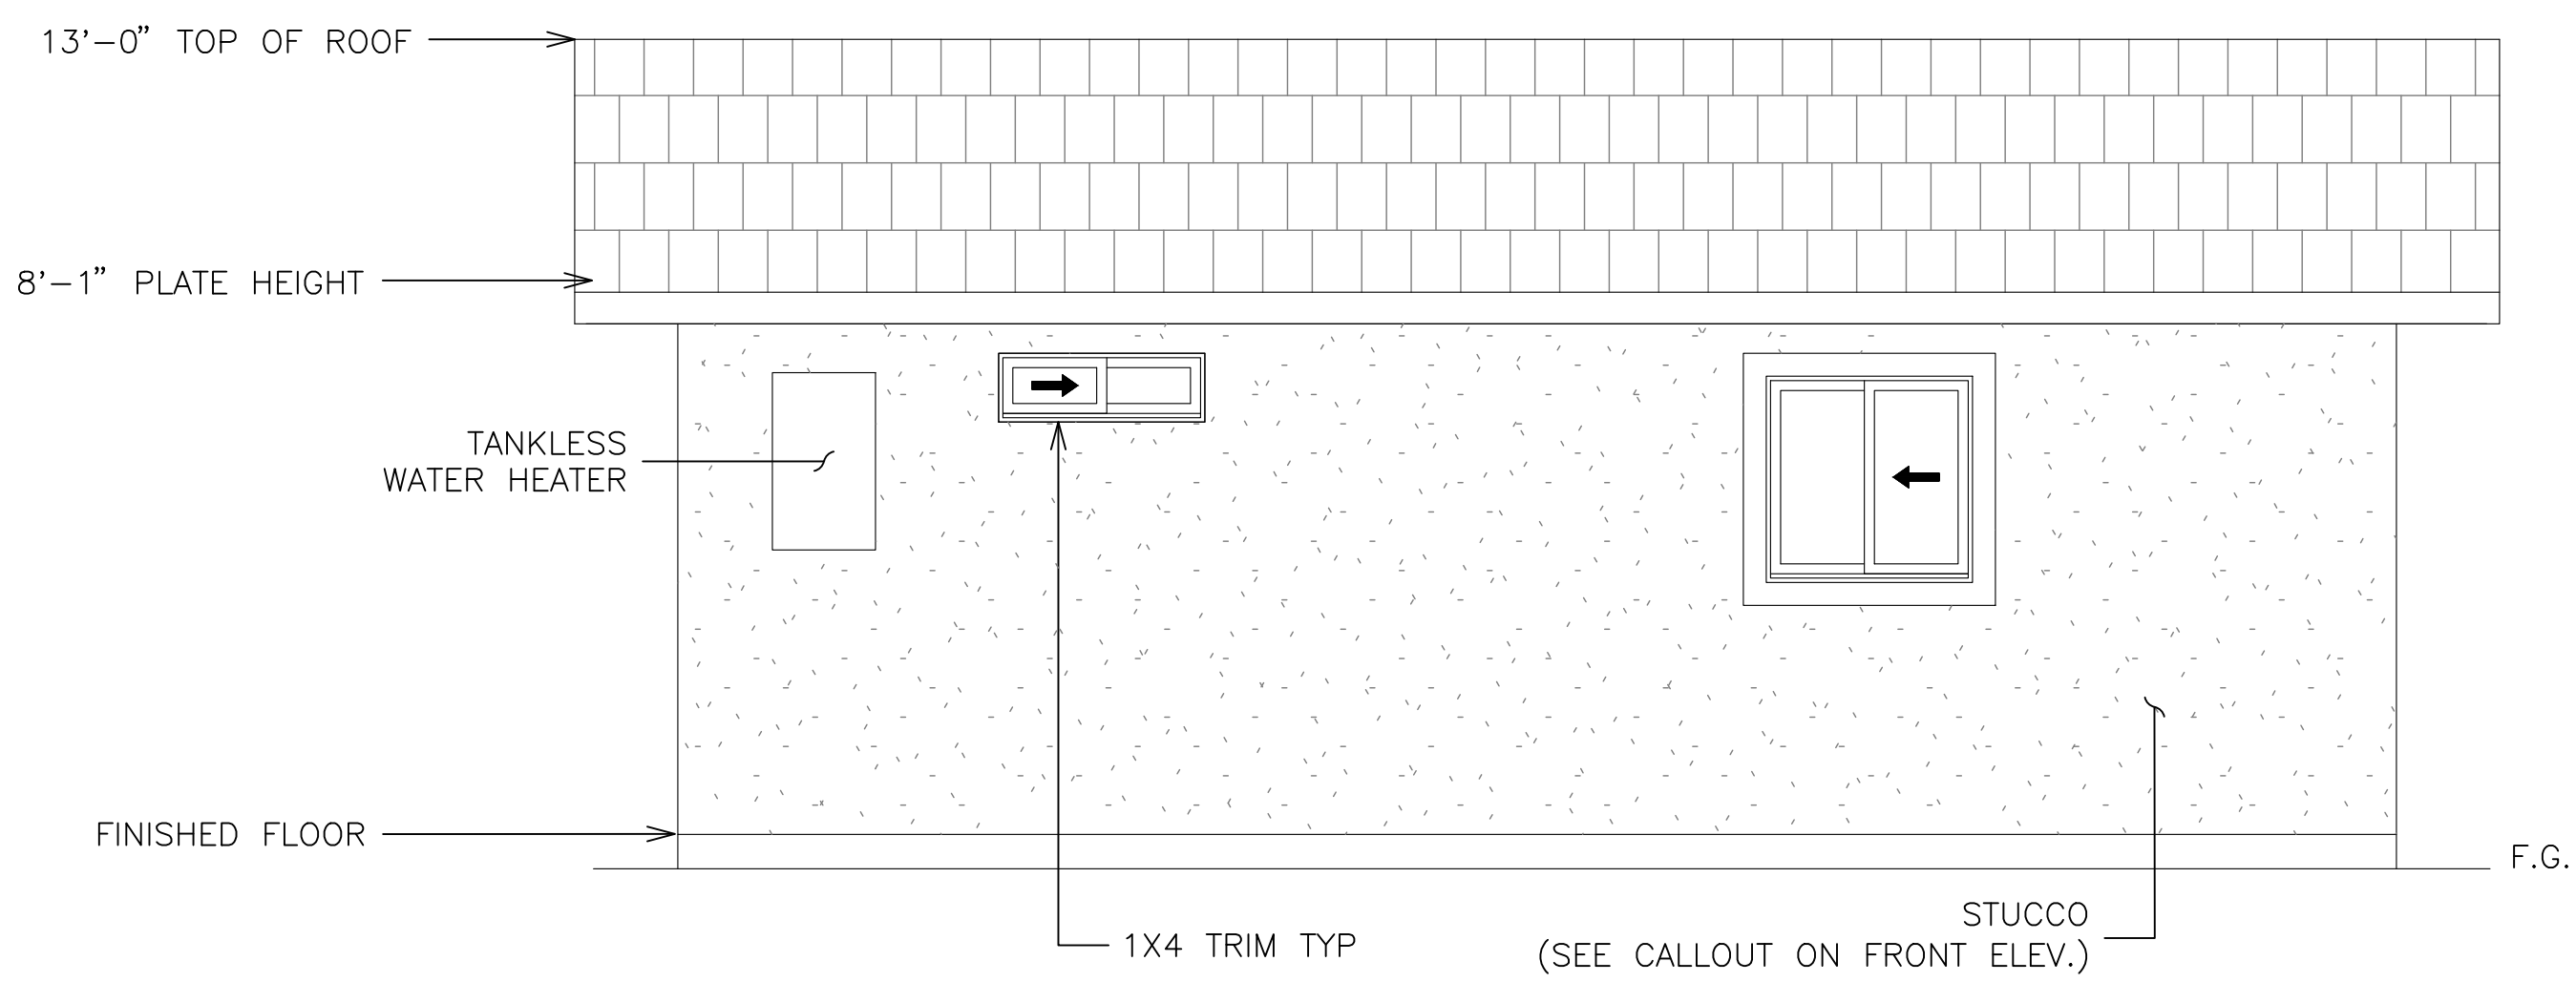 13'-0" TOP OF ROOF
8'-1" PLATE HEIGHT
TANKLESS
WATER HEATER
FINISHED FLOOR
F.G.
1X4 TRIM TYP
STUCCO
(SEE CALLOUT ON FRONT ELEV.)